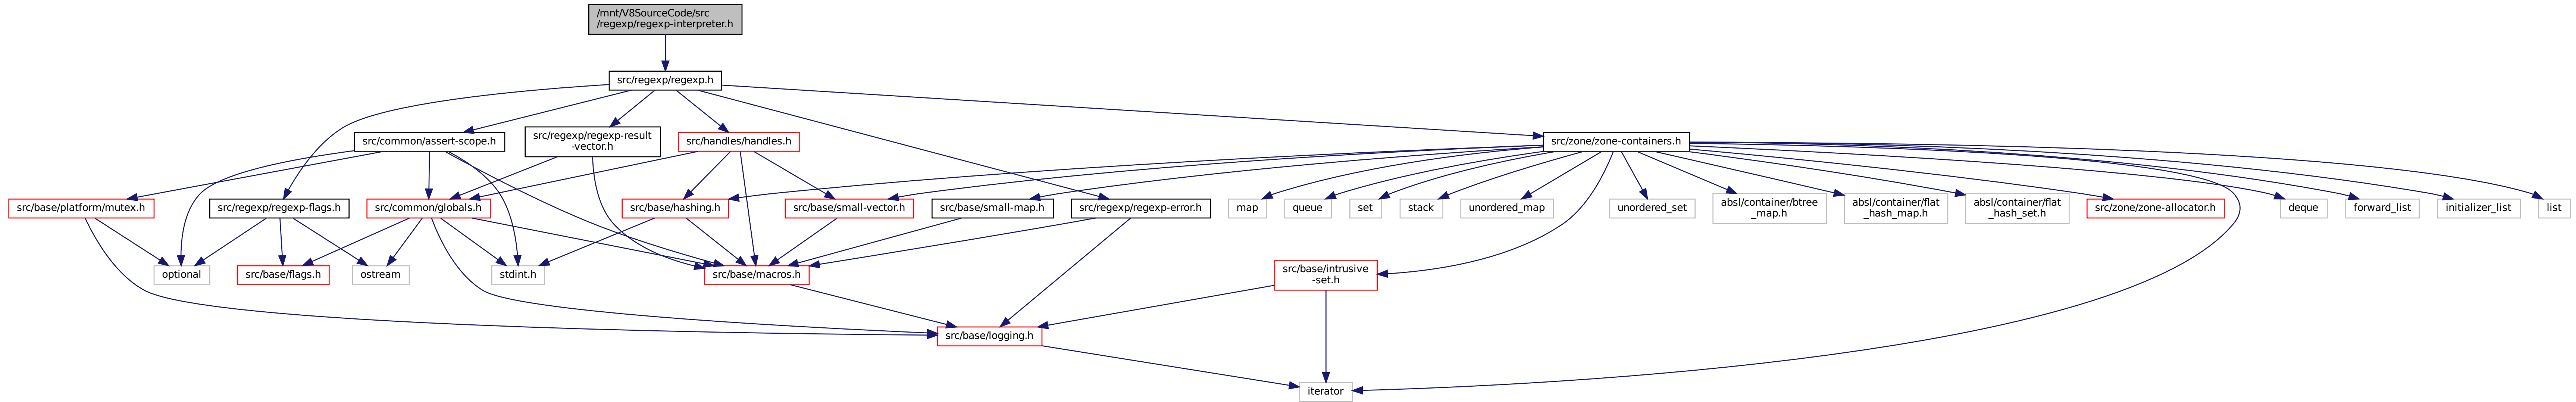 /mnt/V8SourceCode/src
/regexp/regexp-interpreter.h
src/regexp/regexp.h
src/common/assert-scope.h
src/regexp/regexp-result
-vector.h
src/handles/handles.h
src/zone/zone-containers.h
src/base/platform/mutex.h
src/regexp/regexp-flags.h
src/common/globals.h
src/base/hashing.h
src/base/small-vector.h
src/base/small-map.h
src/regexp/regexp-error.h
map
queue
set
stack
unordered_map
unordered_set
absl/container/btree
_map.h
absl/container/flat
_hash_map.h
absl/container/flat
_hash_set.h
src/zone/zone-allocator.h
deque
forward_list
initializer_list
list
optional
src/base/flags.h
ostream
stdint.h
src/base/macros.h
src/base/intrusive
-set.h
src/base/logging.h
iterator